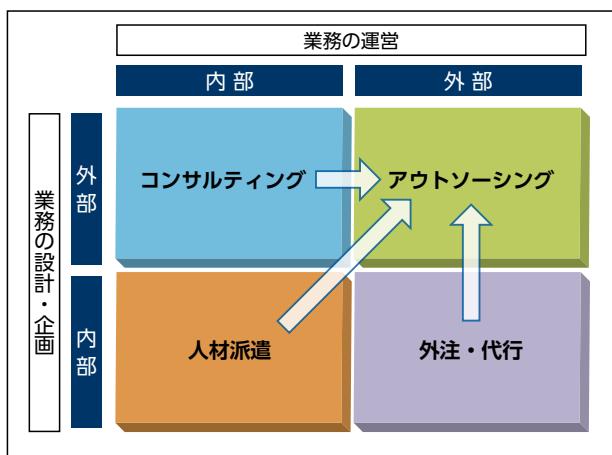 業務の運営
内部
外部
業務の設計・企画
外部
コンサルティング
アウトソーシング
内部
人材派遣
外注・代行